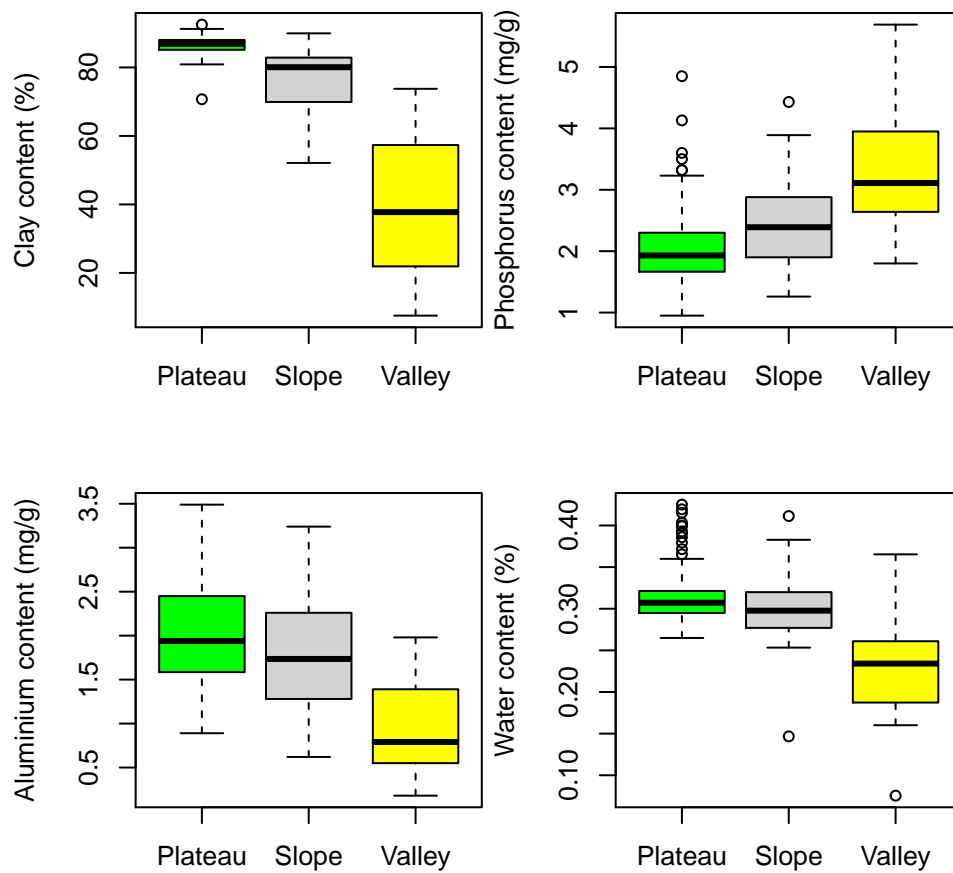 Clay content (%)
80
60
40
20
Plateau Slope Valley
Phosphorus content (mg/g)
5
4
3
2
1
Plateau Slope Valley
Aluminium content (mg/g)
3.5
2.5
1.5
0.5
Plateau Slope Valley
Water content (%)
0.40
0.30
0.20
0.10
Plateau Slope Valley